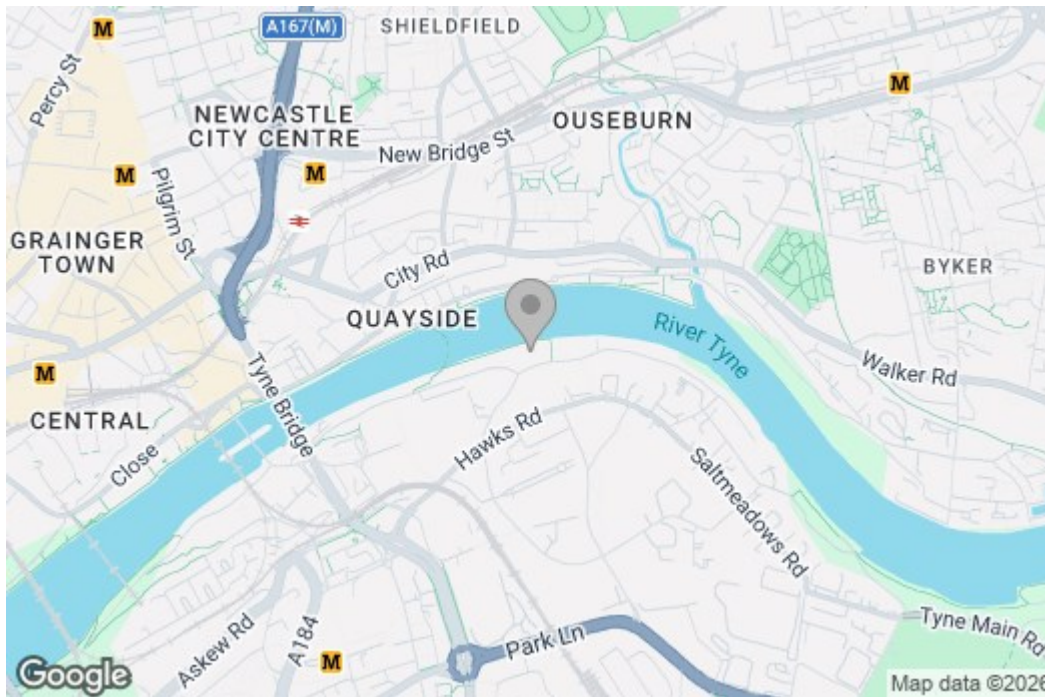 A167(M)
SHIELDFIELD
M
Percy St
M
NEWCASTLE
CITY CENTRE
OUSEBURN
New Bridge St
M
M
Pilgrim St
GRAINGER
TOWN
City Rd
BYKER
QUAYSIDE
River Tyne
Walker Rd
M
Tyne Bridge
CENTRAL
Close
Hawks Rd
Saltmeadows Rd
Askew Rd
A184
M
Park Ln
Tyne Main Rd
Google
Map data ©2026